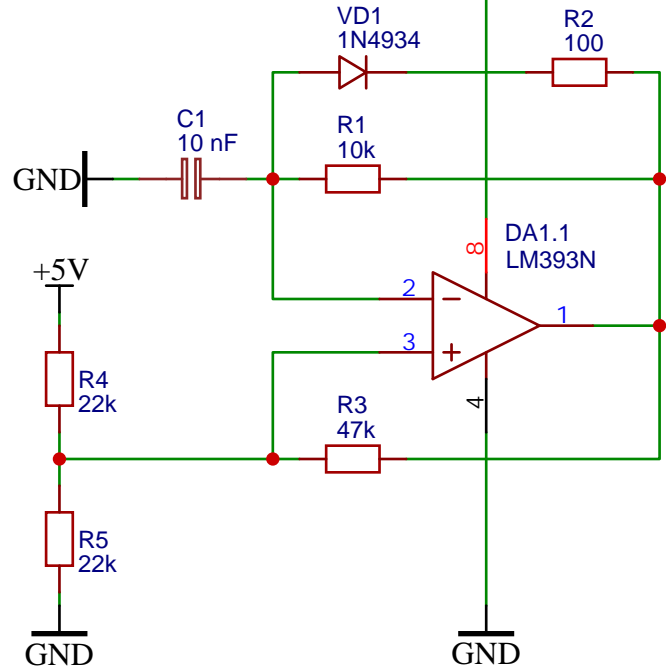 VD1
1N4934
R2
100
C1
10 nF
R1
10k
GND
DA1.1
LM393N
8
+5V
2
1
3
R4
22k
4
R3
47k
R5
22k
GND
GND